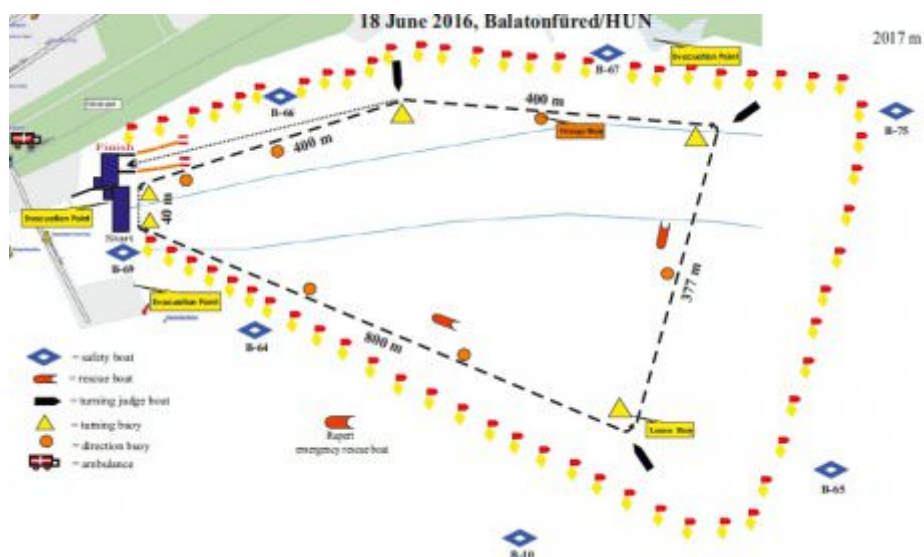 18 June 2016, Balatonfüred/HUN
2017 m
Evacuation Point
B-67
B-66
B-75
400 m
400 m
Finish
40 m
Evacuation Point
Start
B-69
377 m
Evacuation Point
B-64
800 m
= safety boat
= rescue boat
= turning judge boat
= turning buoy
= direction buoy
= ambulance
Rupert
emergency rescue boat
B-65
B-10